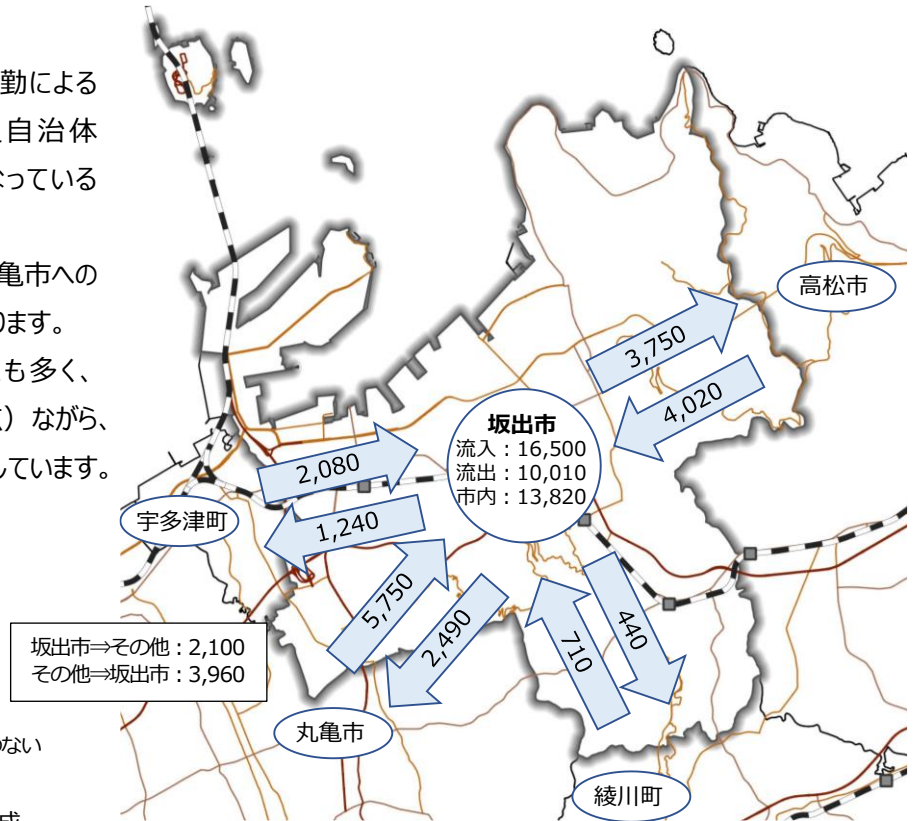 勤による
自治体
なっている
亀市への
ります。
も多く、
ながら、
しています。
高松市
3,750
4,020
坂出市
流入：16,500
流出：10,010
市内：13,820
2,080
1,240
宇多津町
5,750
2,490
710
440
坂出市⇒その他：2,100
その他⇒坂出市：3,960
丸亀市
ない
綾川町